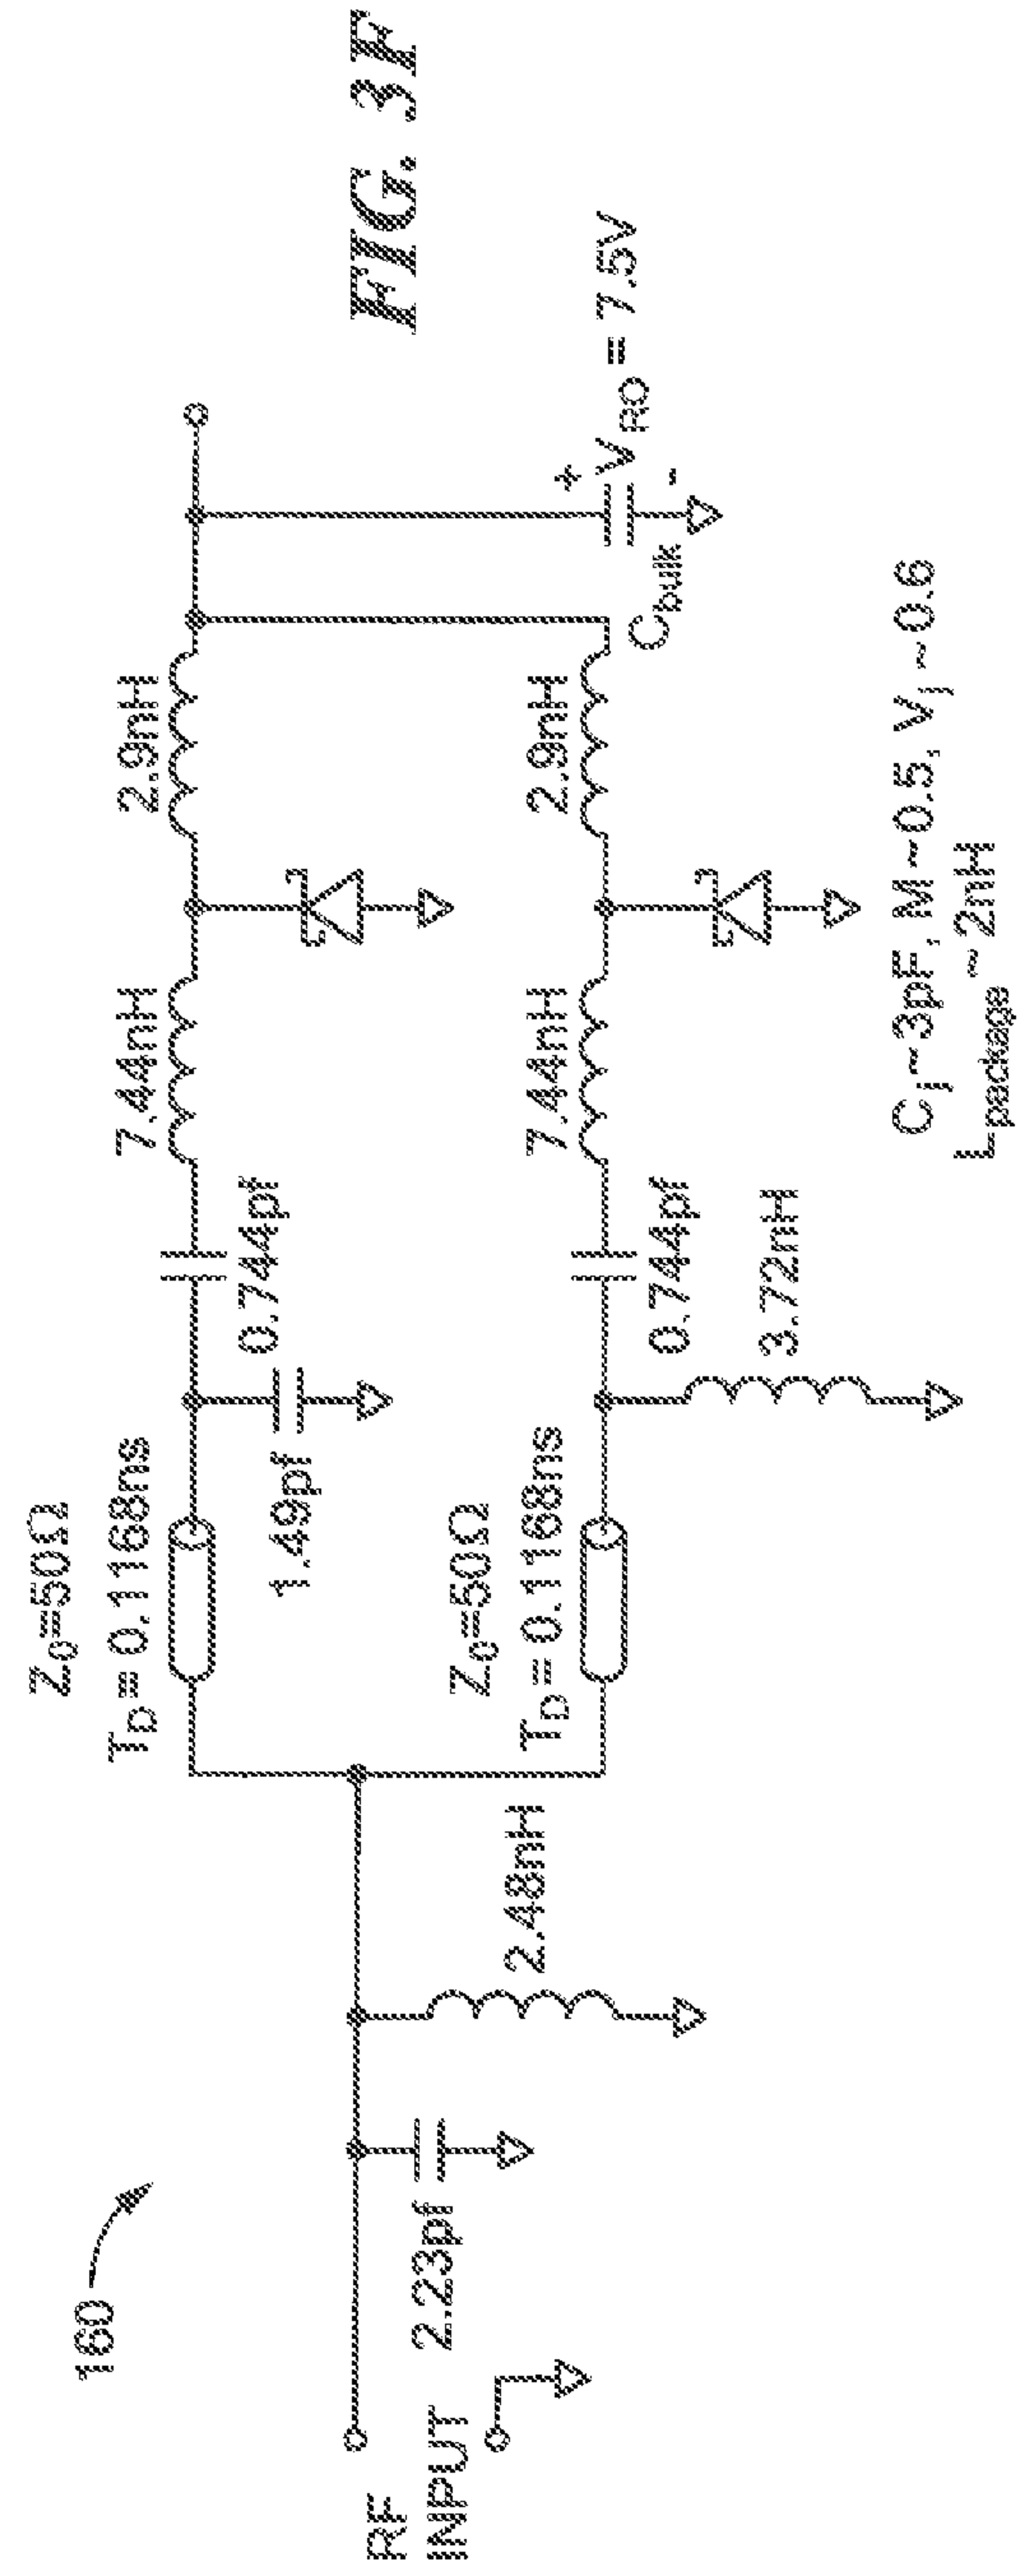 160
RF
INPUT
2.23pf
2.48nH
Z0=50Ω
TD=0.1168ns
1.49pf
0.744pf
7.44nH
2.9nH
Z0=50Ω
TD=0.1168ns
0.744pf
3.72nH
7.44nH
2.9nH
Cbulk
+
VRO = 7.5V
-
Cj~3pF, M~0.5, Vj~0.6
Lpackage~2nH
FIG. 3F